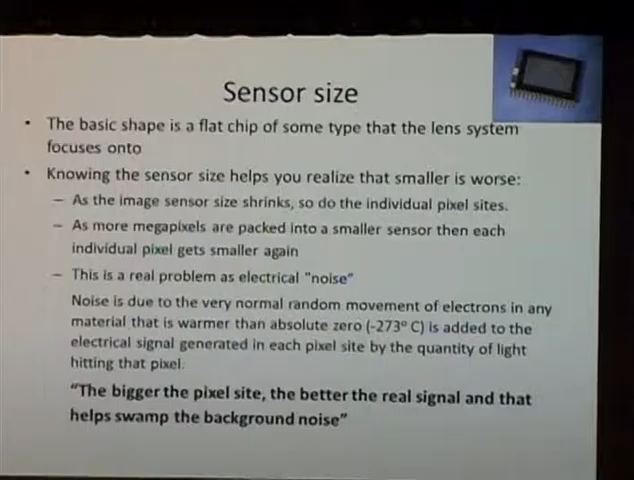 Sensor size
• The basic shape is a flat chip of some type that the lens system
focuses onto
• Knowing the sensor size helps you realize that smaller is worse:
– As the image sensor size shrinks, so do the individual pixel sites.
– As more megapixels are packed into a smaller sensor then each
individual pixel gets smaller again
– This is a real problem as electrical "noise"
Noise is due to the very normal random movement of electrons in any
material that is warmer than absolute zero (-273º C) is added to the
electrical signal generated in each pixel site by the quantity of light
hitting that pixel.
“The bigger the pixel site, the better the real signal and that
helps swamp the background noise”